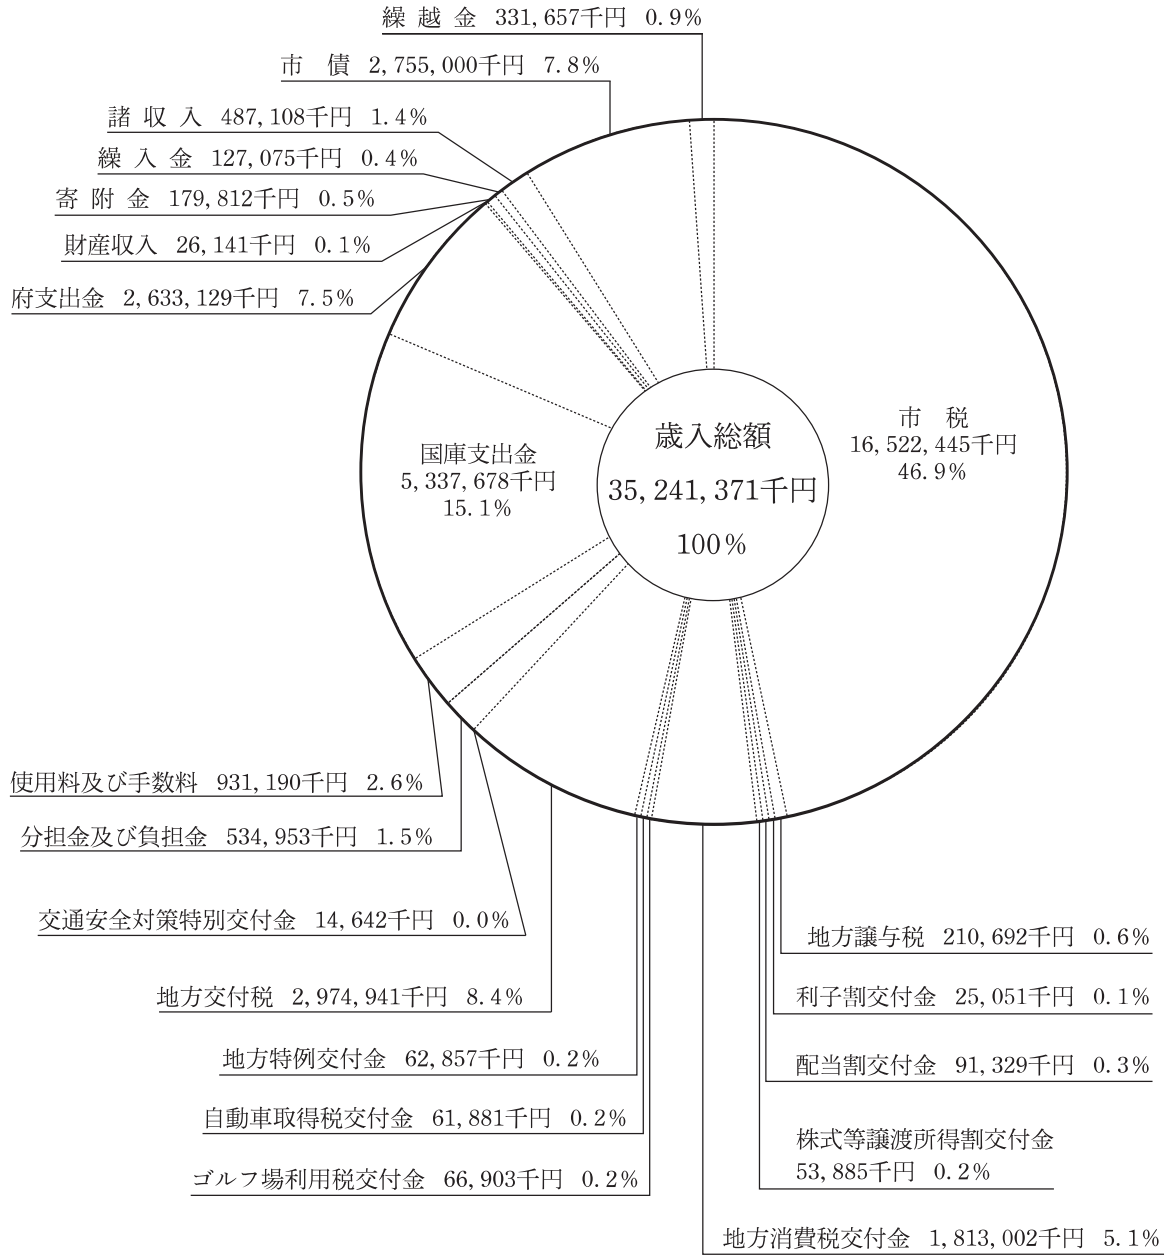 繰越金 331,657千円 0.9%
市 債 2,755,000千円 7.8%
諸収入 487,108千円 1.4%
繰入金 127,075千円 0.4%
寄附金 179,812千円 0.5%
財産収入 26,141千円 0.1%
府支出金 2,633,129千円 7.5%
市 税
16,522,445千円
46.9%
歳入総額
35,241,371千円
100%
国庫支出金
5,337,678千円
15.1%
使用料及び手数料 931,190千円 2.6%
分担金及び負担金 534,953千円 1.5%
交通安全対策特別交付金 14,642千円 0.0%
地方交付税 2,974,941千円 8.4%
地方特例交付金 62,857千円 0.2%
自動車取得税交付金 61,881千円 0.2%
ゴルフ場利用税交付金 66,903千円 0.2%
地方譲与税 210,692千円 0.6%
利子割交付金 25,051千円 0.1%
配当割交付金 91,329千円 0.3%
株式等譲渡所得割交付金
53,885千円 0.2%
地方消費税交付金 1,813,002千円 5.1%